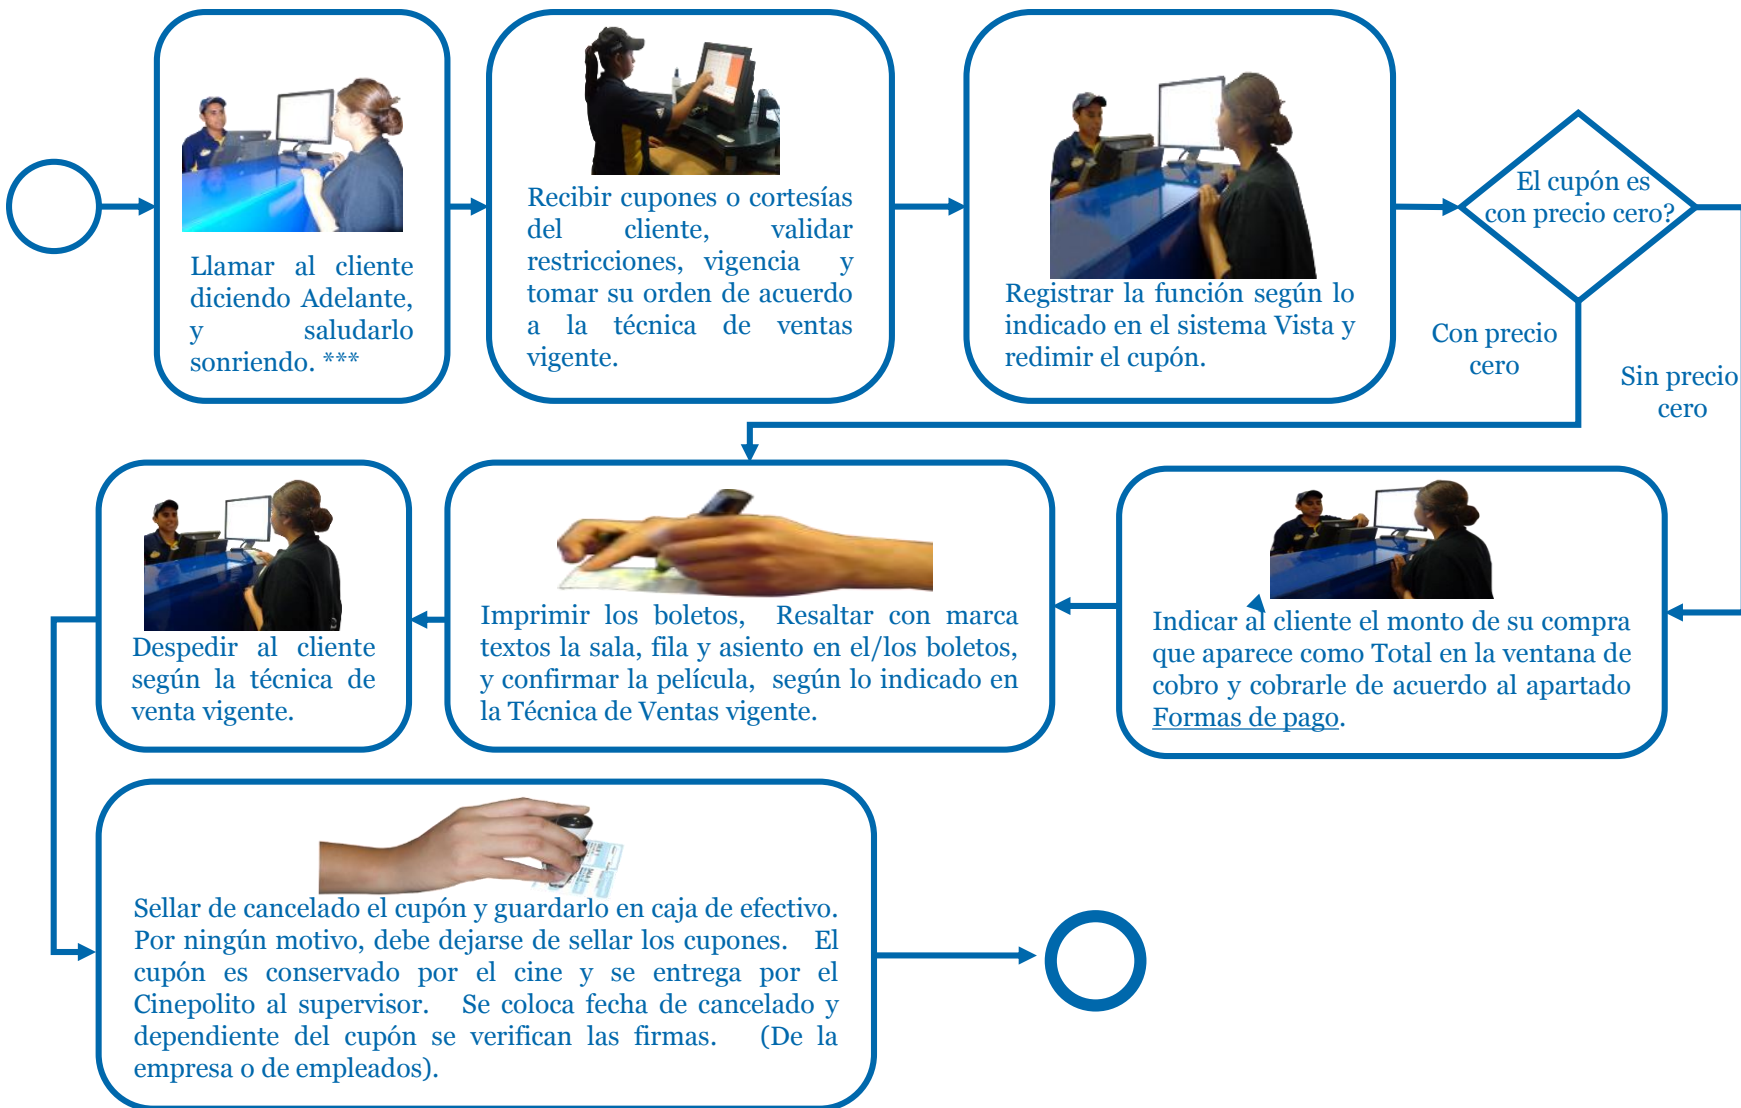 Llamar al cliente
diciendo Adelante,
y saludarlo
sonriendo. ***
Recibir cupones o cortesías
del cliente, validar
restricciones, vigencia y
tomar su orden de acuerdo
a la técnica de ventas
vigente.
Registrar la función según lo
indicado en el sistema Vista y
redimir el cupón.
El cupón es
con precio cero?
Con precio
cero
Sin precio
cero
Indicar al cliente el monto de su compra
que aparece como Total en la ventana de
cobro y cobrarle de acuerdo al apartado
Formas de pago.
Imprimir los boletos, Resaltar con marca
textos la sala, fila y asiento en el/los boletos,
y confirmar la película, según lo indicado en
la Técnica de Ventas vigente.
Despedir al cliente
según la técnica de
venta vigente.
Sellar de cancelado el cupón y guardarlo en caja de efectivo.
Por ningún motivo, debe dejarse de sellar los cupones. El
cupón es conservado por el cine y se entrega por el
Cinepolito al supervisor. Se coloca fecha de cancelado y
dependiente del cupón se verifican las firmas. (De la
empresa o de empleados).